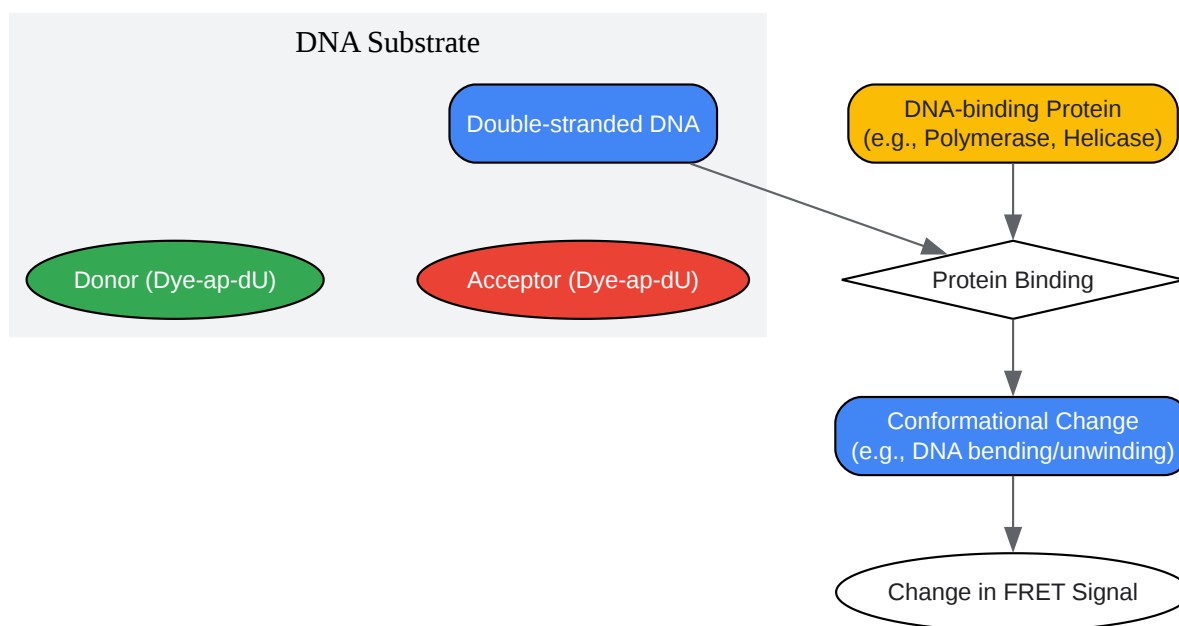 DNA Substrate
Double-stranded DNA
DNA-binding Protein
(e.g., Polymerase, Helicase)
Donor (Dye-ap-dU)
Acceptor (Dye-ap-dU)
Protein Binding
Conformational Change
(e.g., DNA bending/unwinding)
Change in FRET Signal